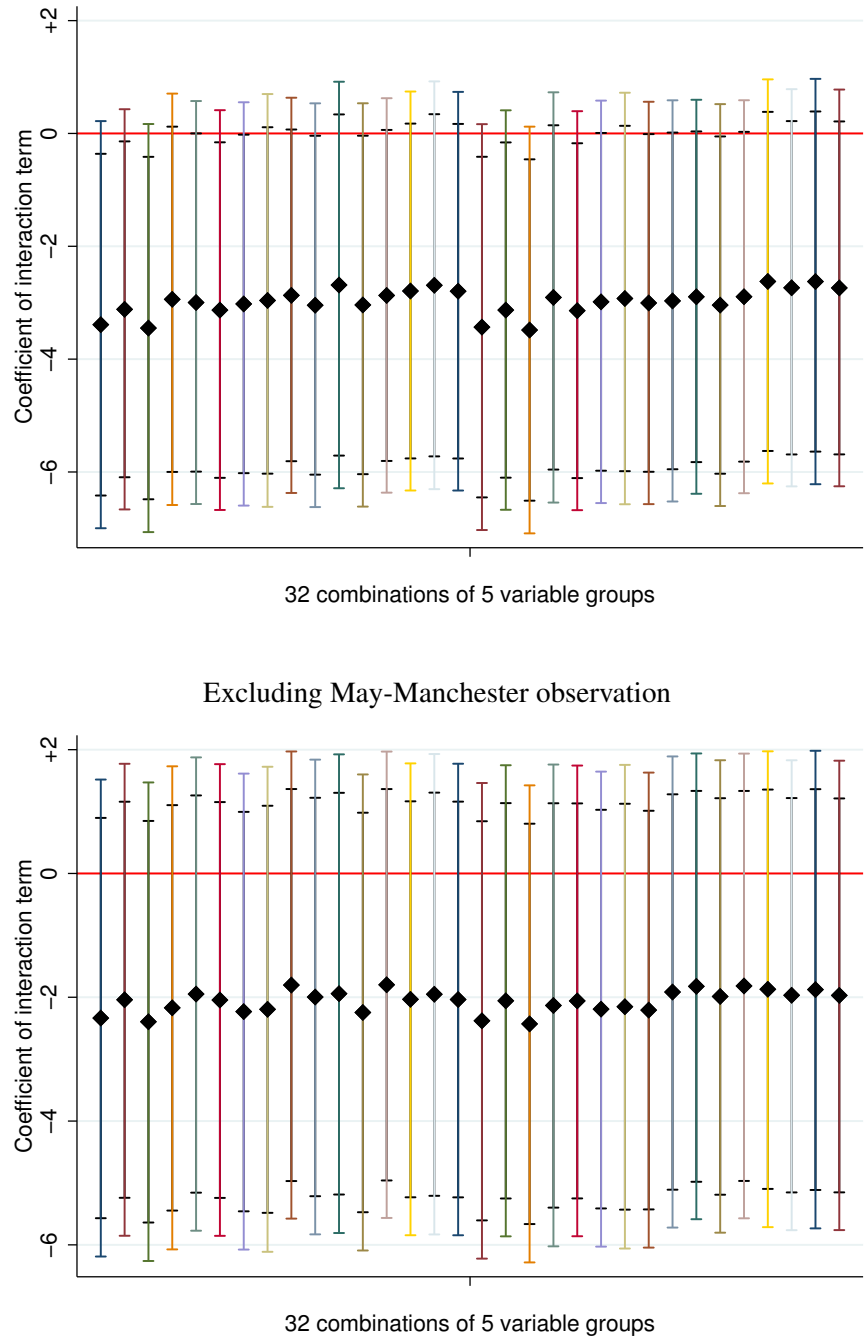 +2
0
−2
−4
−6
Coefficient of interaction term
32 combinations of 5 variable groups
Excluding May-Manchester observation
+2
0
−2
−4
−6
Coefficient of interaction term
32 combinations of 5 variable groups